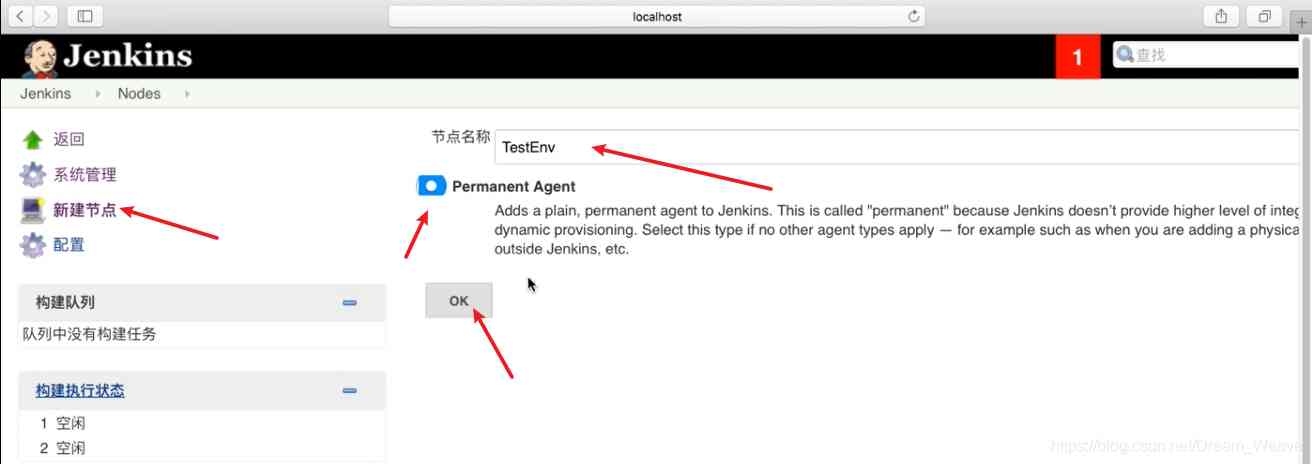 localhost
Jenkins
1
查找
Jenkins
Nodes
返回
系统管理
新建节点
配置
节点名称
TestEnv
Permanent Agent
Adds a plain, permanent agent to Jenkins. This is called "permanent" because Jenkins doesn't provide higher level of integ
dynamic provisioning. Select this type if no other agent types apply — for example such as when you are adding a physica
outside Jenkins, etc.
OK
构建队列
队列中没有构建任务
构建执行状态
1 空闲
2 空闲
https://blog.csdn.net/Dream_Weave